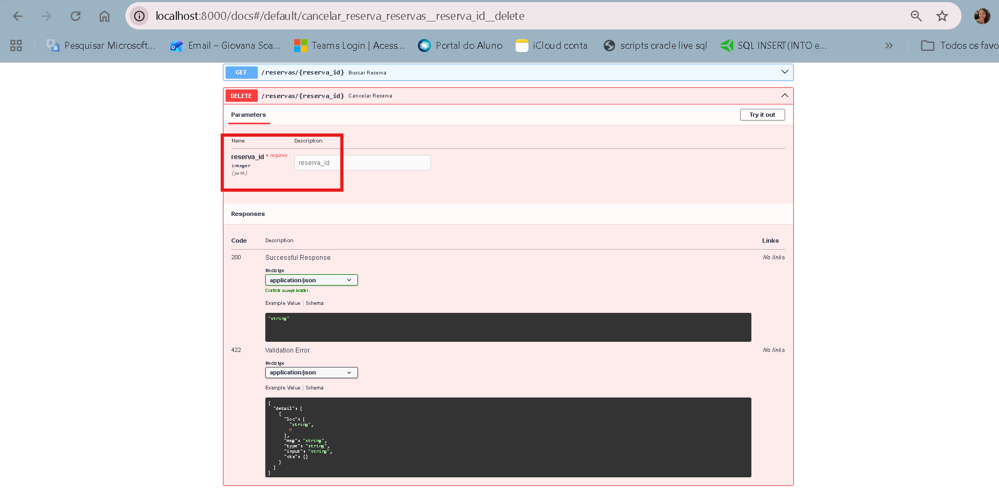 localhost:8000/docs#/default/cancelar_reserva_reservas__reserva_id__delete
Pesquisar Microsoft... Email – Giovana Soa... Teams Login | Acess... Portal do Aluno iCloud conta scripts oracle live sql SQL INSERT(INTO e... » Todos os favo
GET /reservas/{reserva_id} Buscar Reserva
DELETE /reservas/{reserva_id} Cancelar Reserva
Parameters Try it out
Name Description
reserva_id * required
integer
(path)
reserva_id
Responses
Code Description Links
200 Successful Response No links
Media type
application/json
Controls Accept header.
Example Value | Schema
"string"
422 Validation Error No links
Media type
application/json
Example Value | Schema
{
"detail": [
{
"loc": [
"string",
0
],
"msg": "string",
"type": "string",
"input": "string",
"ctx": {}
}
]
}